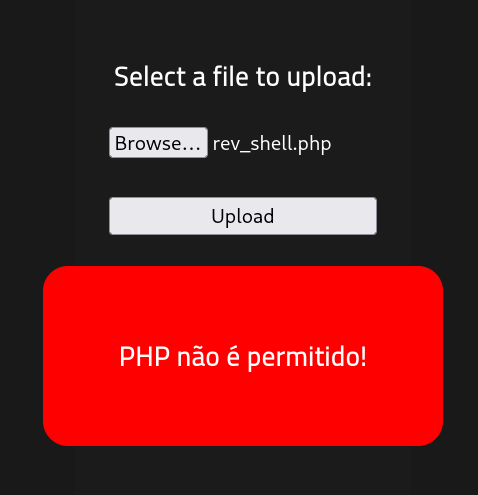 Select a file to upload:
Browse... rev_shell.php
Upload
PHP não é permitido!